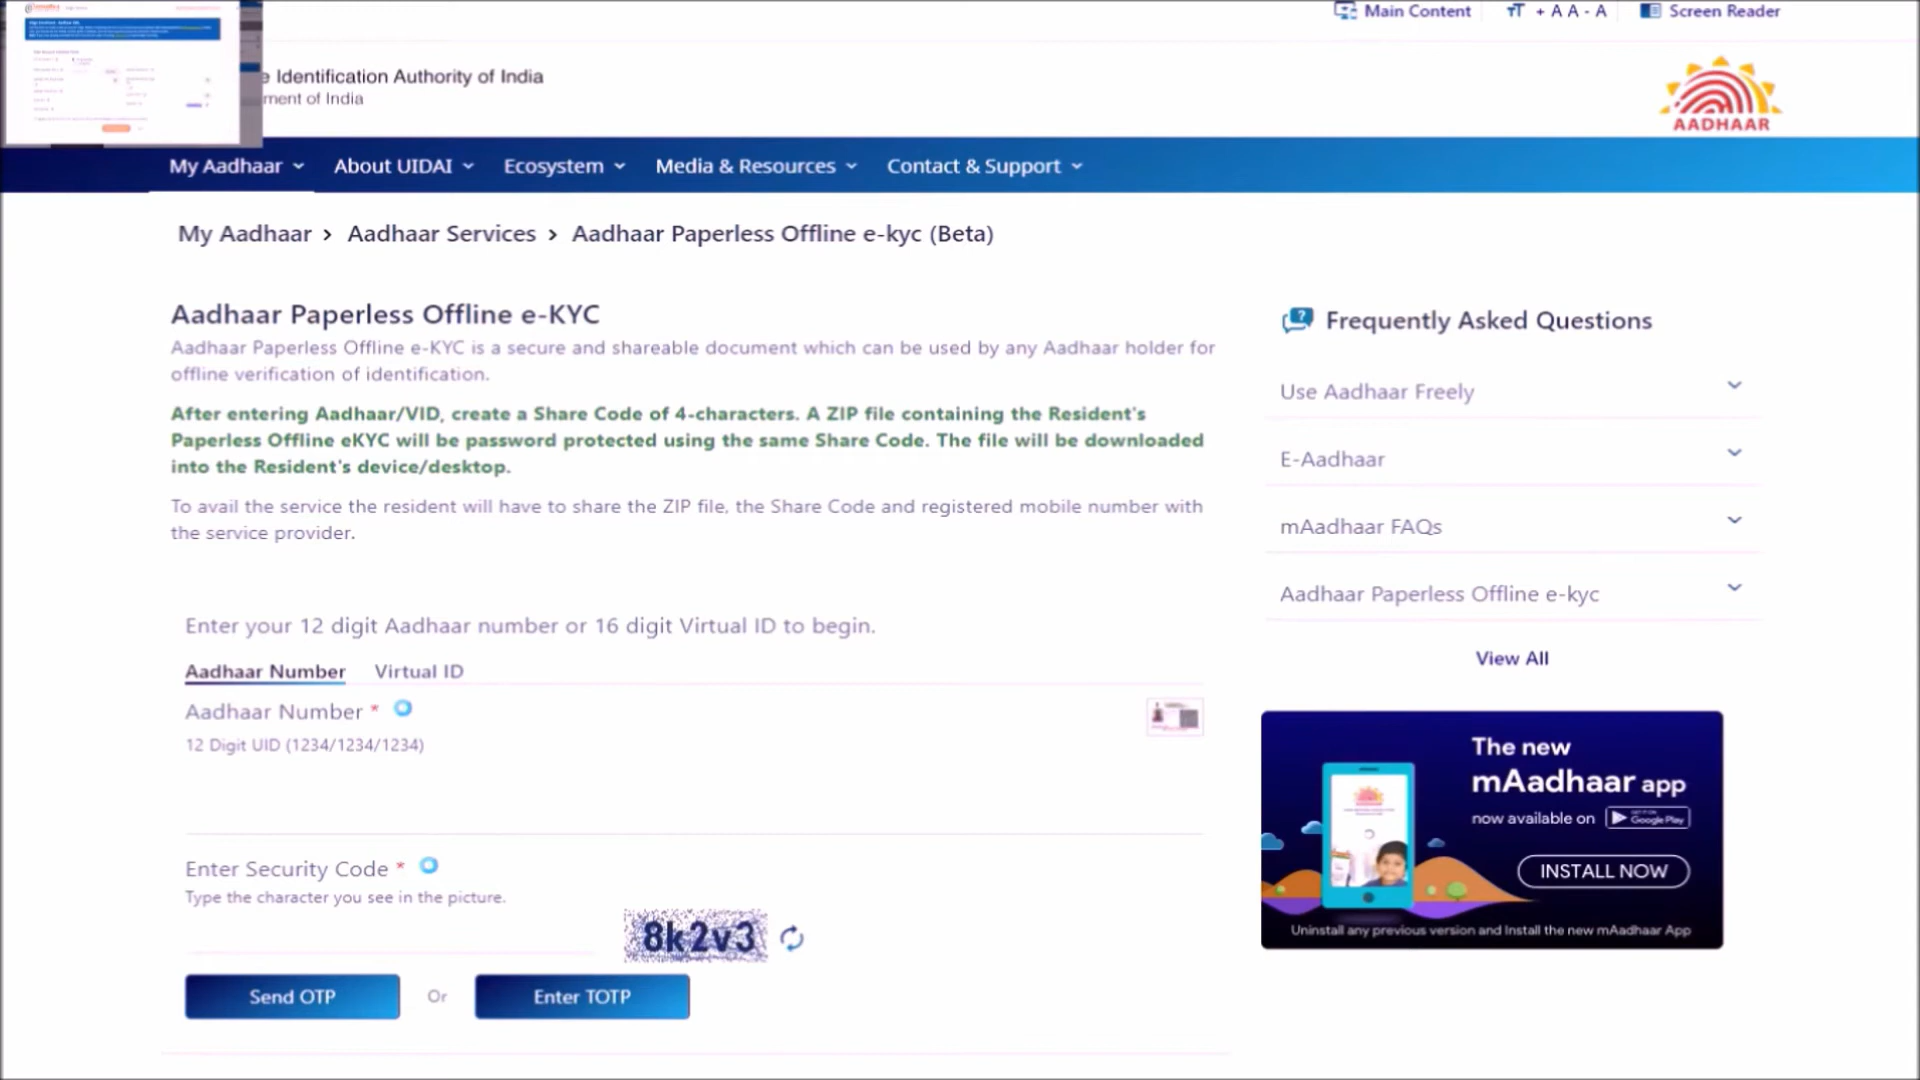 Main Content
+ A A - A
Screen Reader
Identification Authority of India
ment of India
AADHAAR
My Aadhaar
About UIDAI
Ecosystem
Media & Resources
Contact & Support
My Aadhaar > Aadhaar Services > Aadhaar Paperless Offline e-kyc (Beta)
Aadhaar Paperless Offline e-KYC
Aadhaar Paperless Offline e-KYC is a secure and shareable document which can be used by any Aadhaar holder for
offline verification of identification.
After entering Aadhaar/VID, create a Share Code of 4-characters. A ZIP file containing the Resident's
Paperless Offline eKYC will be password protected using the same Share Code. The file will be downloaded
into the Resident's device/desktop.
To avail the service the resident will have to share the ZIP file, the Share Code and registered mobile number with
the service provider.
Enter your 12 digit Aadhaar number or 16 digit Virtual ID to begin.
Aadhaar Number
Virtual ID
Aadhaar Number *
12 Digit UID (1234/1234/1234)
Enter Security Code *
Type the character you see in the picture.
8k2v3
Send OTP
Or
Enter TOTP
Frequently Asked Questions
Use Aadhaar Freely
E-Aadhaar
mAadhaar FAQs
Aadhaar Paperless Offline e-kyc
View All
The new
mAadhaar app
now available on
GET IT ON
Google Play
INSTALL NOW
Uninstall any previous version and Install the new mAadhaar App